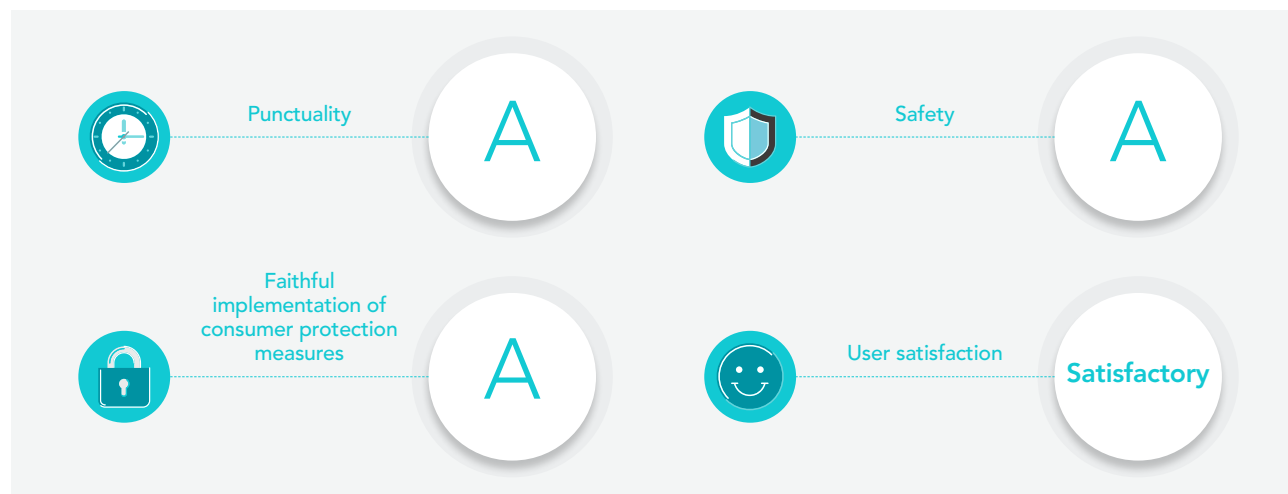 Punctuality
A
Safety
A
Faithful
implementation of
consumer protection
measures
A
User satisfaction
Satisfactory